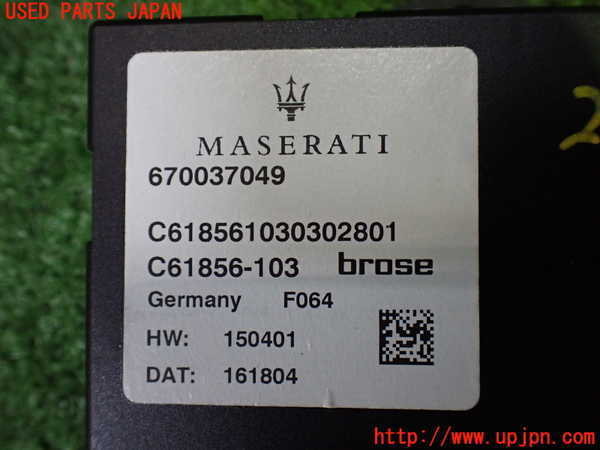 USED PARTS JAPAN
MASERATI
670037049
C618561030302801
C61856-103 brose
Germany F064
HW: 150401
DAT: 161804
2
http://www.upjpn.com/